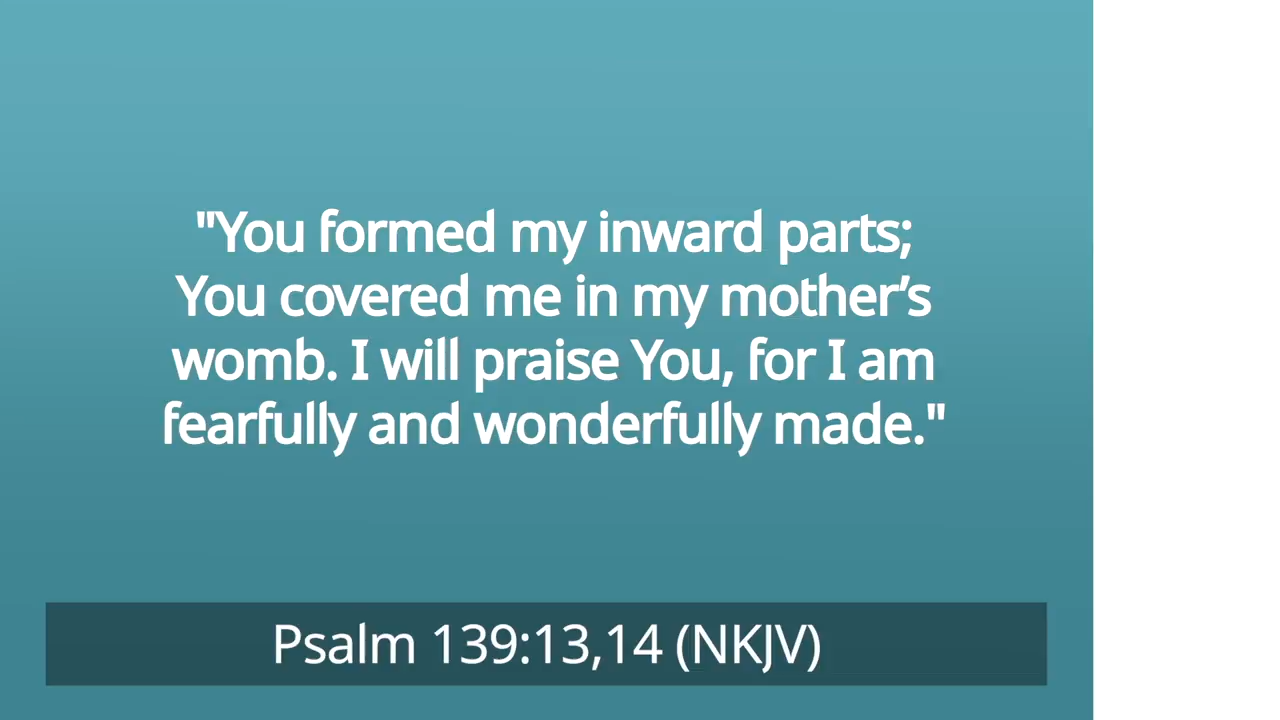 "You formed my inward parts;
You covered me in my mother’s
womb. I will praise You, for I am
fearfully and wonderfully made."
Psalm 139:13,14 (NKJV)